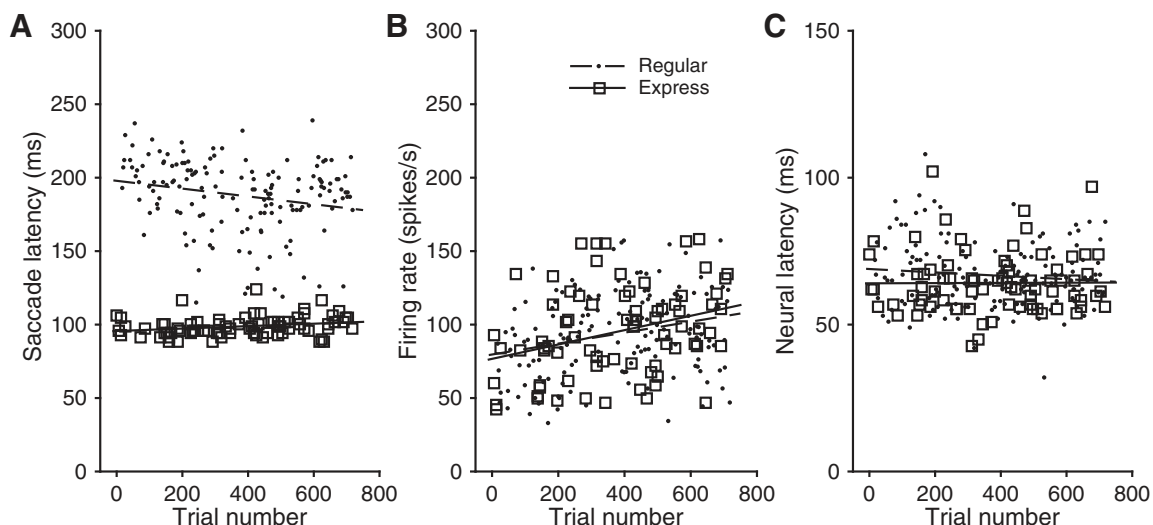 A
Saccade latency (ms)
300
250
200
150
100
50
0
0 200 400 600 800
Trial number
B
Firing rate (spikes/s)
300
250
200
150
100
50
0
0 200 400 600 800
Trial number
Regular
Express
C
Neural latency (ms)
150
100
50
0
0 200 400 600 800
Trial number